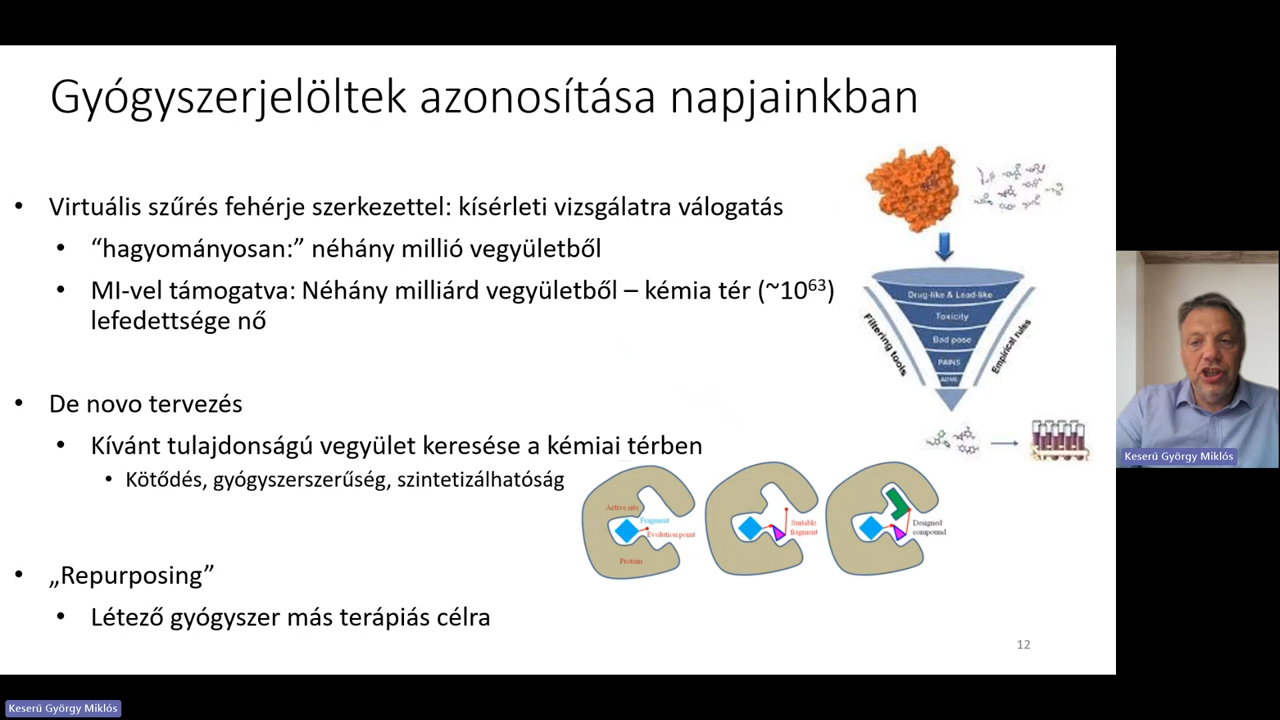 Gyógyszerjelöltek azonosítása napjainkban
• Virtuális szűrés fehérje szerkezettel: kísérleti vizsgálatra válogatás
• “hagyományosan:” néhány millió vegyületből
• MI-vel támogatva: Néhány milliárd vegyületből – kémia tér (~10⁶³)
lefedettsége nő
• De novo tervezés
• Kívánt tulajdonságú vegyület keresése a kémiai térben
• Kötődés, gyógyszerszerűség, szintetizálhatóság
• „Repurposing”
• Létező gyógyszer más terápiás célra
Drug-like & Lead-like
Toxicity
Bad pose
PAINS
ADME
Filtering tools
Empirical rules
Active site
Fragment
Evolution point
Protein
Suitable
fragment
Designed
compound
12
Keserű György Miklós
Keserű György Miklós